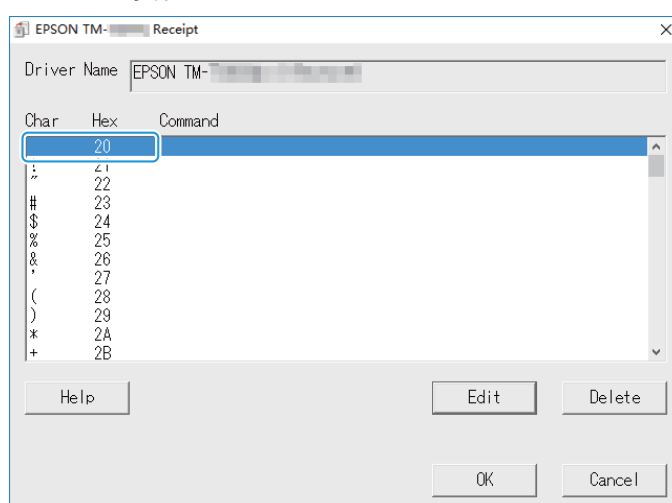 EPSON TM- Receipt
Driver Name EPSON TM-
Char Hex Command
20
! 21
" 22
# 23
$ 24
% 25
& 26
' 27
( 28
) 29
* 2A
+ 2B
Help Edit Delete
OK Cancel